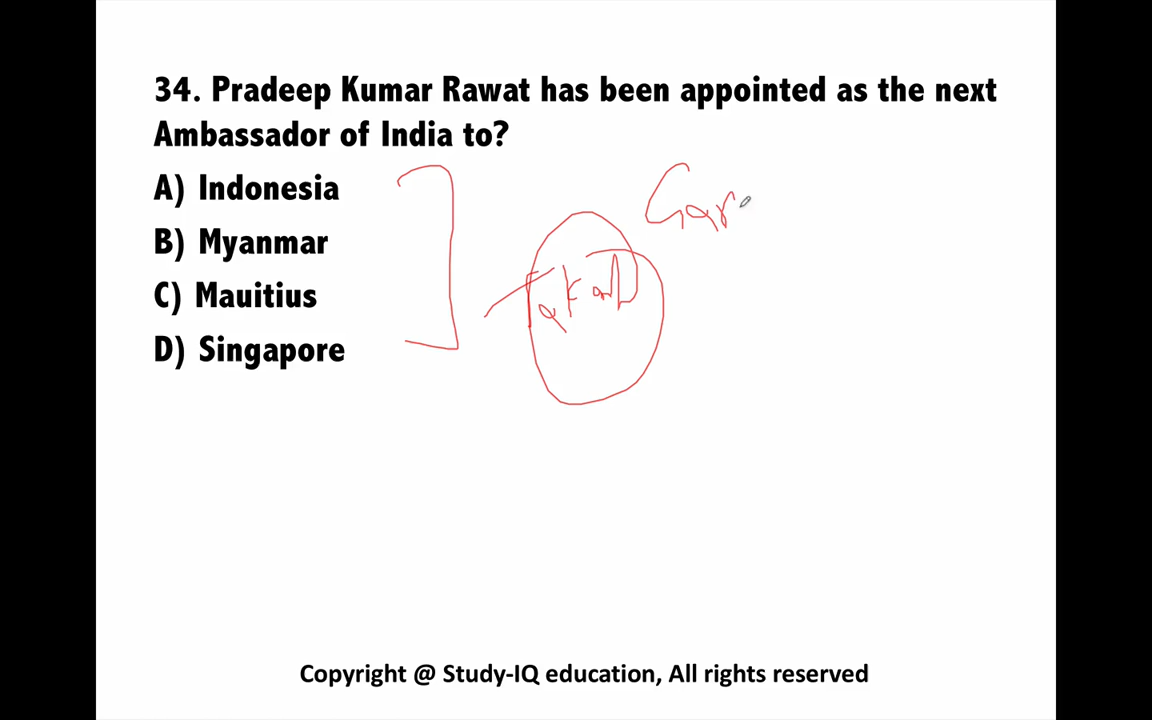 34. Pradeep Kumar Rawat has been appointed as the next
Ambassador of India to?
A) Indonesia
B) Myanmar
C) Mauitius
D) Singapore
Gar
Copyright @ Study-IQ education, All rights reserved